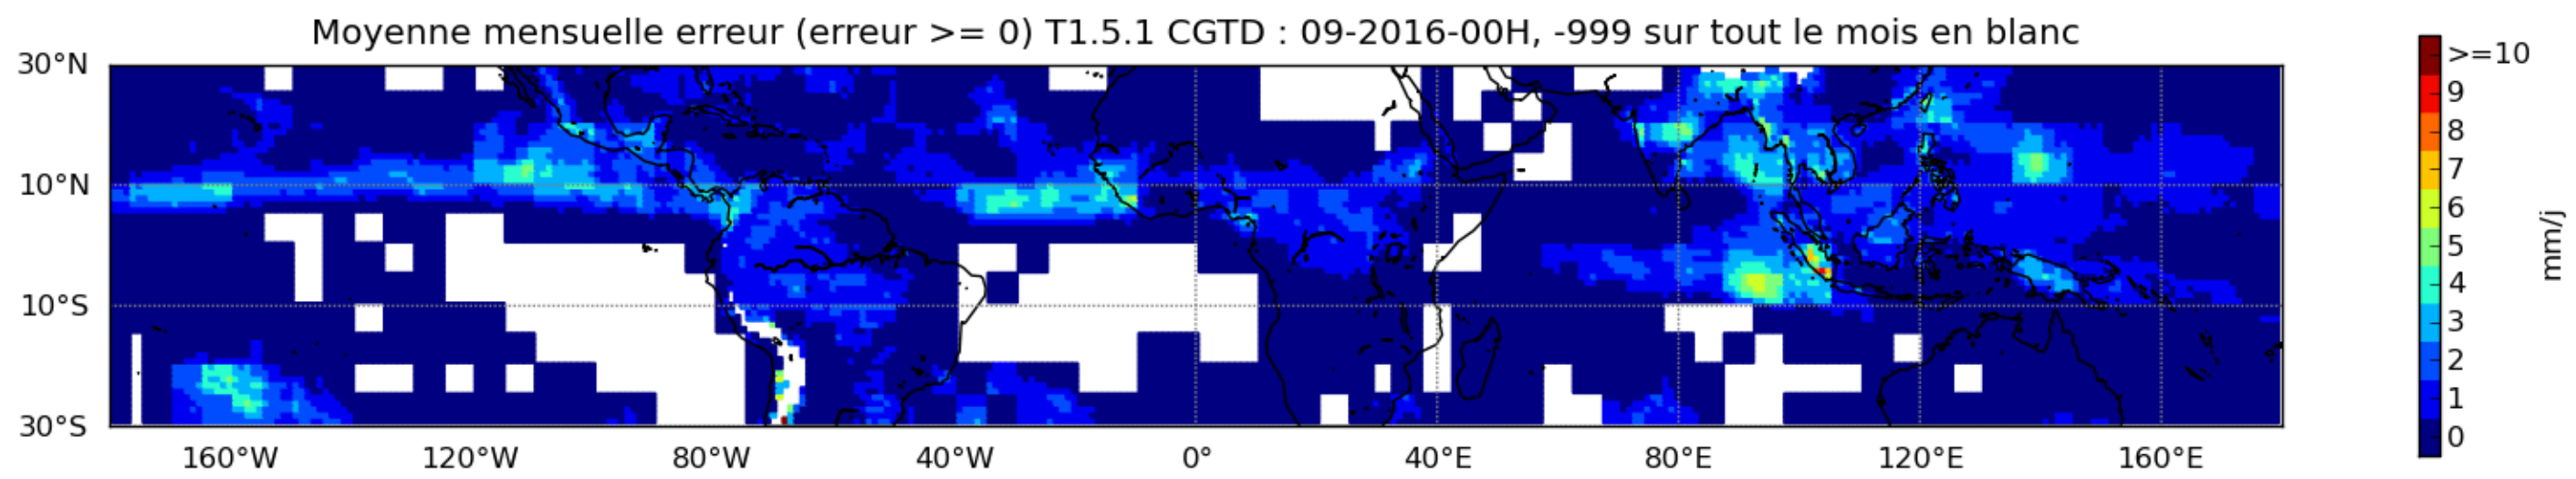 Moyenne mensuelle erreur (erreur >= 0) T1.5.1 CGTD : 09-2016-00H, -999 sur tout le mois en blanc
30°N
10°N
10°S
30°S
160°W 120°W 80°W 40°W 0° 40°E 80°E 120°E 160°E
>=10
9
8
7
6
5
4
3
2
1
0
mm/j